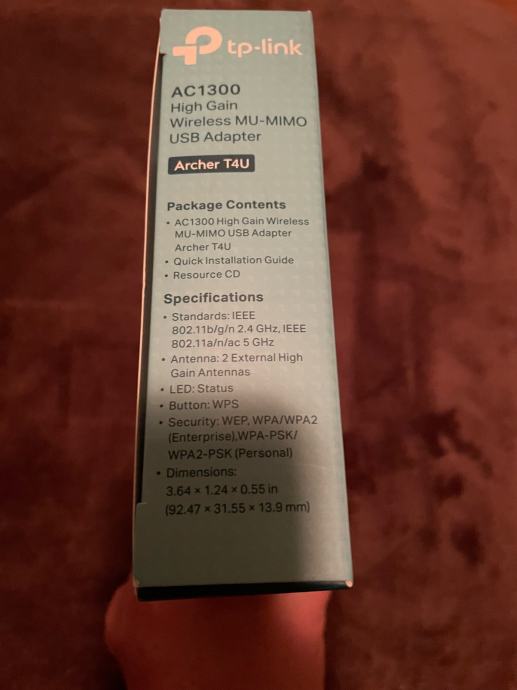 tp-link
AC1300
High Gain
Wireless MU-MIMO
USB Adapter
Archer T4U
Package Contents
• AC1300 High Gain Wireless
MU-MIMO USB Adapter
Archer T4U
• Quick Installation Guide
• Resource CD
Specifications
• Standards: IEEE
802.11b/g/n 2.4 GHz, IEEE
802.11a/n/ac 5 GHz
• Antenna: 2 External High
Gain Antennas
• LED: Status
• Button: WPS
• Security: WEP, WPA/WPA2
(Enterprise),WPA-PSK/
WPA2-PSK (Personal)
• Dimensions:
3.64 × 1.24 × 0.55 in
(92.47 × 31.55 × 13.9 mm)